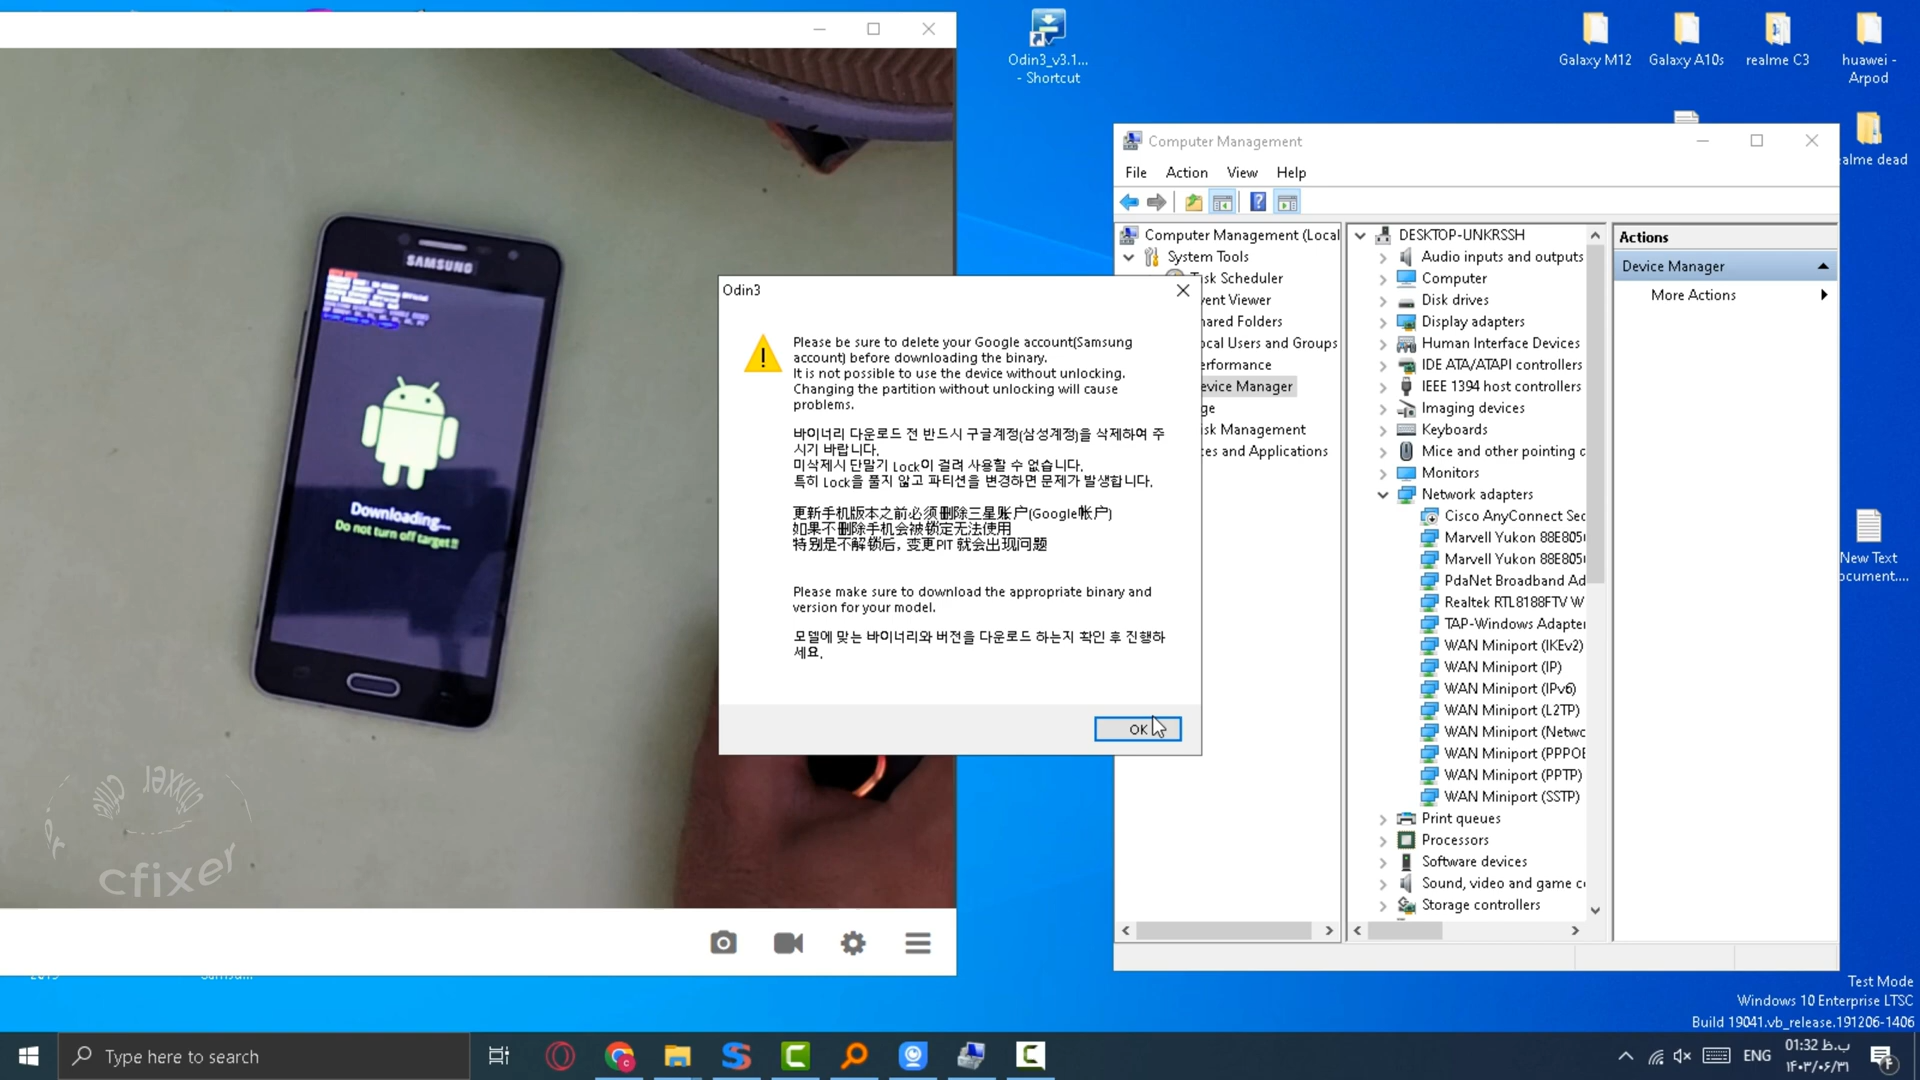 Odin3_v3.1...
- Shortcut
Galaxy M12
Galaxy A10s
realme C3
huawei -
Arpod
alme dead
New Text
ocument....
SAMSUNG
Downloading...
Do not turn off target!!
cfixer
Odin3
Please be sure to delete your Google account(Samsung
account) before downloading the binary.
It is not possible to use the device without unlocking.
Changing the partition without unlocking will cause
problems.
바이너리 다운로드 전 반드시 구글계정(삼성계정)을 삭제하여 주
시기 바랍니다.
미삭제시 단말기 Lock이 걸려 사용할 수 없습니다.
특히 Lock을 풀지 않고 파티션을 변경하면 문제가 발생합니다.
更新手机版本之前必须删除三星账户(Google帐户)
如果不删除手机会被锁定无法使用
特别是不解锁后, 变更PIT 就会出现问题
Please make sure to download the appropriate binary and
version for your model.
모델에 맞는 바이너리와 버전을 다운로드 하는지 확인 후 진행하
세요.
OK
Computer Management
File Action View Help
Computer Management (Local
System Tools
Task Scheduler
vent Viewer
hared Folders
ocal Users and Groups
erformance
evice Manager
ge
isk Management
ces and Applications
DESKTOP-UNKRSSH
Audio inputs and outputs
Computer
Disk drives
Display adapters
Human Interface Devices
IDE ATA/ATAPI controllers
IEEE 1394 host controllers
Imaging devices
Keyboards
Mice and other pointing c
Monitors
Network adapters
Cisco AnyConnect Sec
Marvell Yukon 88E805
Marvell Yukon 88E805
PdaNet Broadband Ad
Realtek RTL8188FTV W
TAP-Windows Adapter
WAN Miniport (IKEv2)
WAN Miniport (IP)
WAN Miniport (IPv6)
WAN Miniport (L2TP)
WAN Miniport (Netwo
WAN Miniport (PPPOE
WAN Miniport (PPTP)
WAN Miniport (SSTP)
Print queues
Processors
Software devices
Sound, video and game co
Storage controllers
Actions
Device Manager
More Actions
Test Mode
Windows 10 Enterprise LTSC
Build 19041.vb_release.191206-1406
Type here to search
ENG
01:32 ب.ظ
۱۴۰۳/۰۶/۳۱